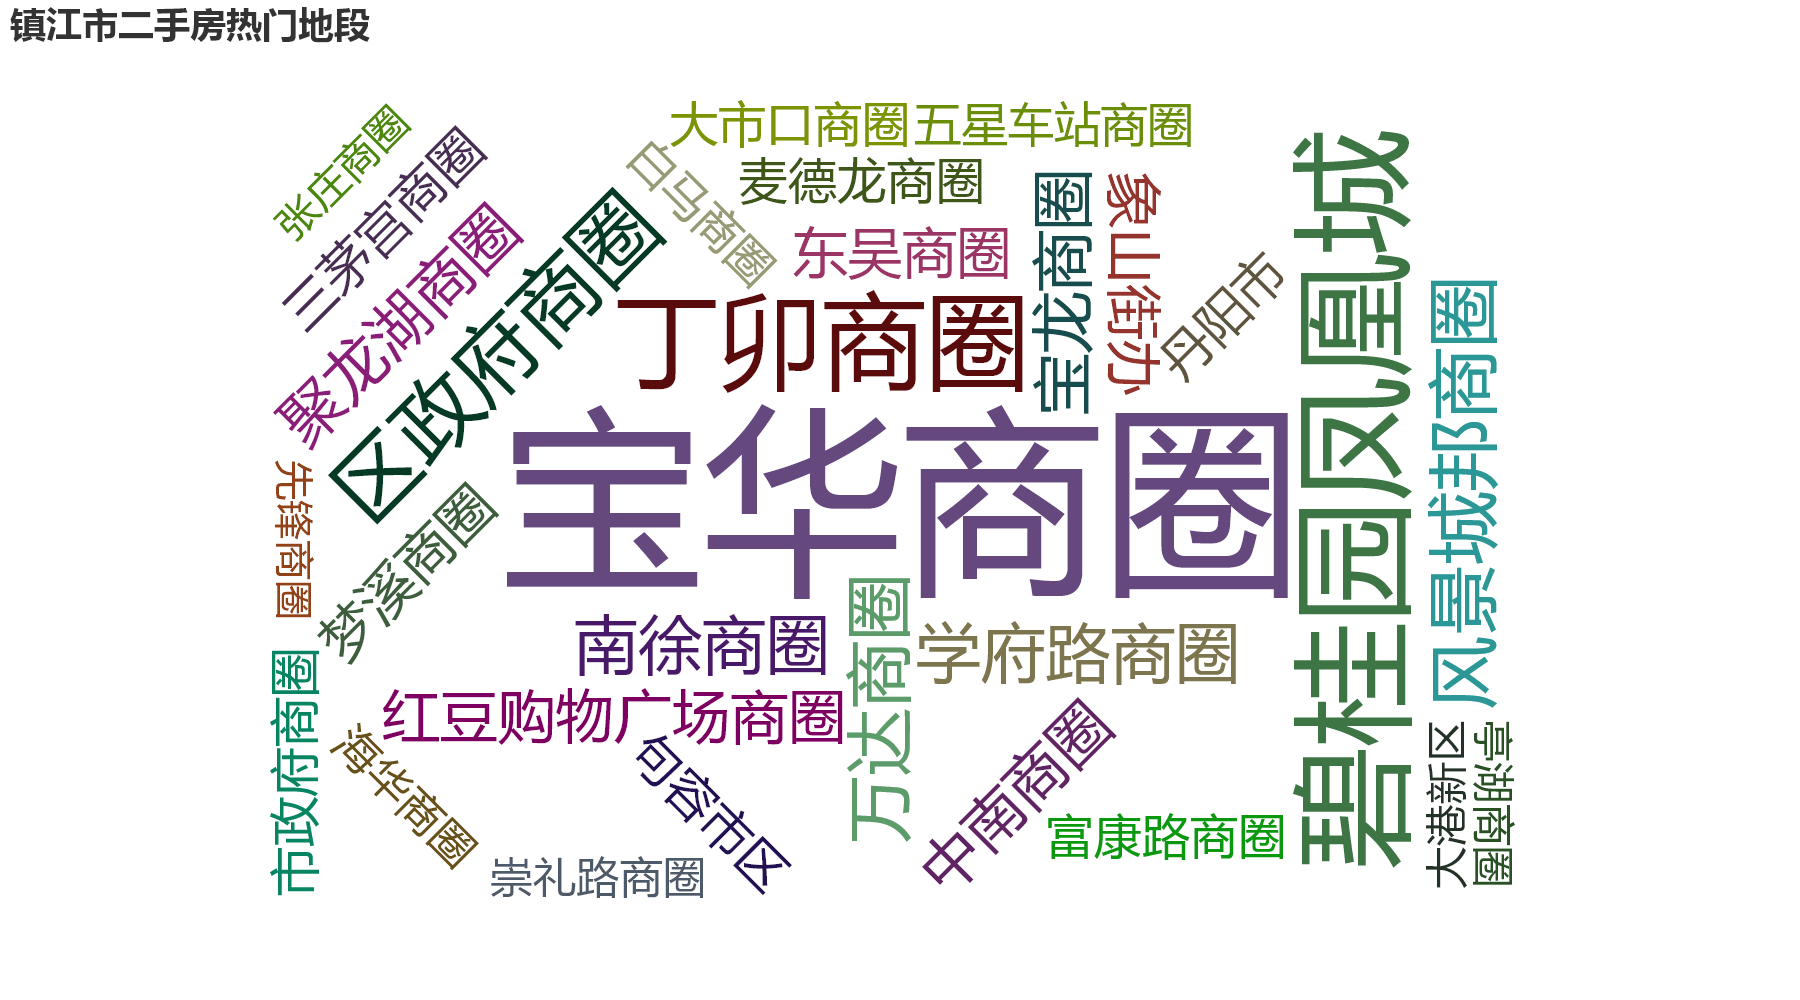 镇江市二手房热门地段
大市口商圈
五星车站商圈
张庄商圈
三茅宫商圈
白马商圈
麦德龙商圈
聚龙湖商圈
区政府商圈
东吴商圈
宝龙商圈
象山街办
丹阳市
碧桂园凤凰城
风景城邦商圈
丁卯商圈
宝华商圈
先锋商圈
梦溪商圈
南徐商圈
万达商圈
学府路商圈
市政府商圈
红豆购物广场商圈
海华商圈
句容市区
中南商圈
富康路商圈
大港新区
亭湖商圈
崇礼路商圈